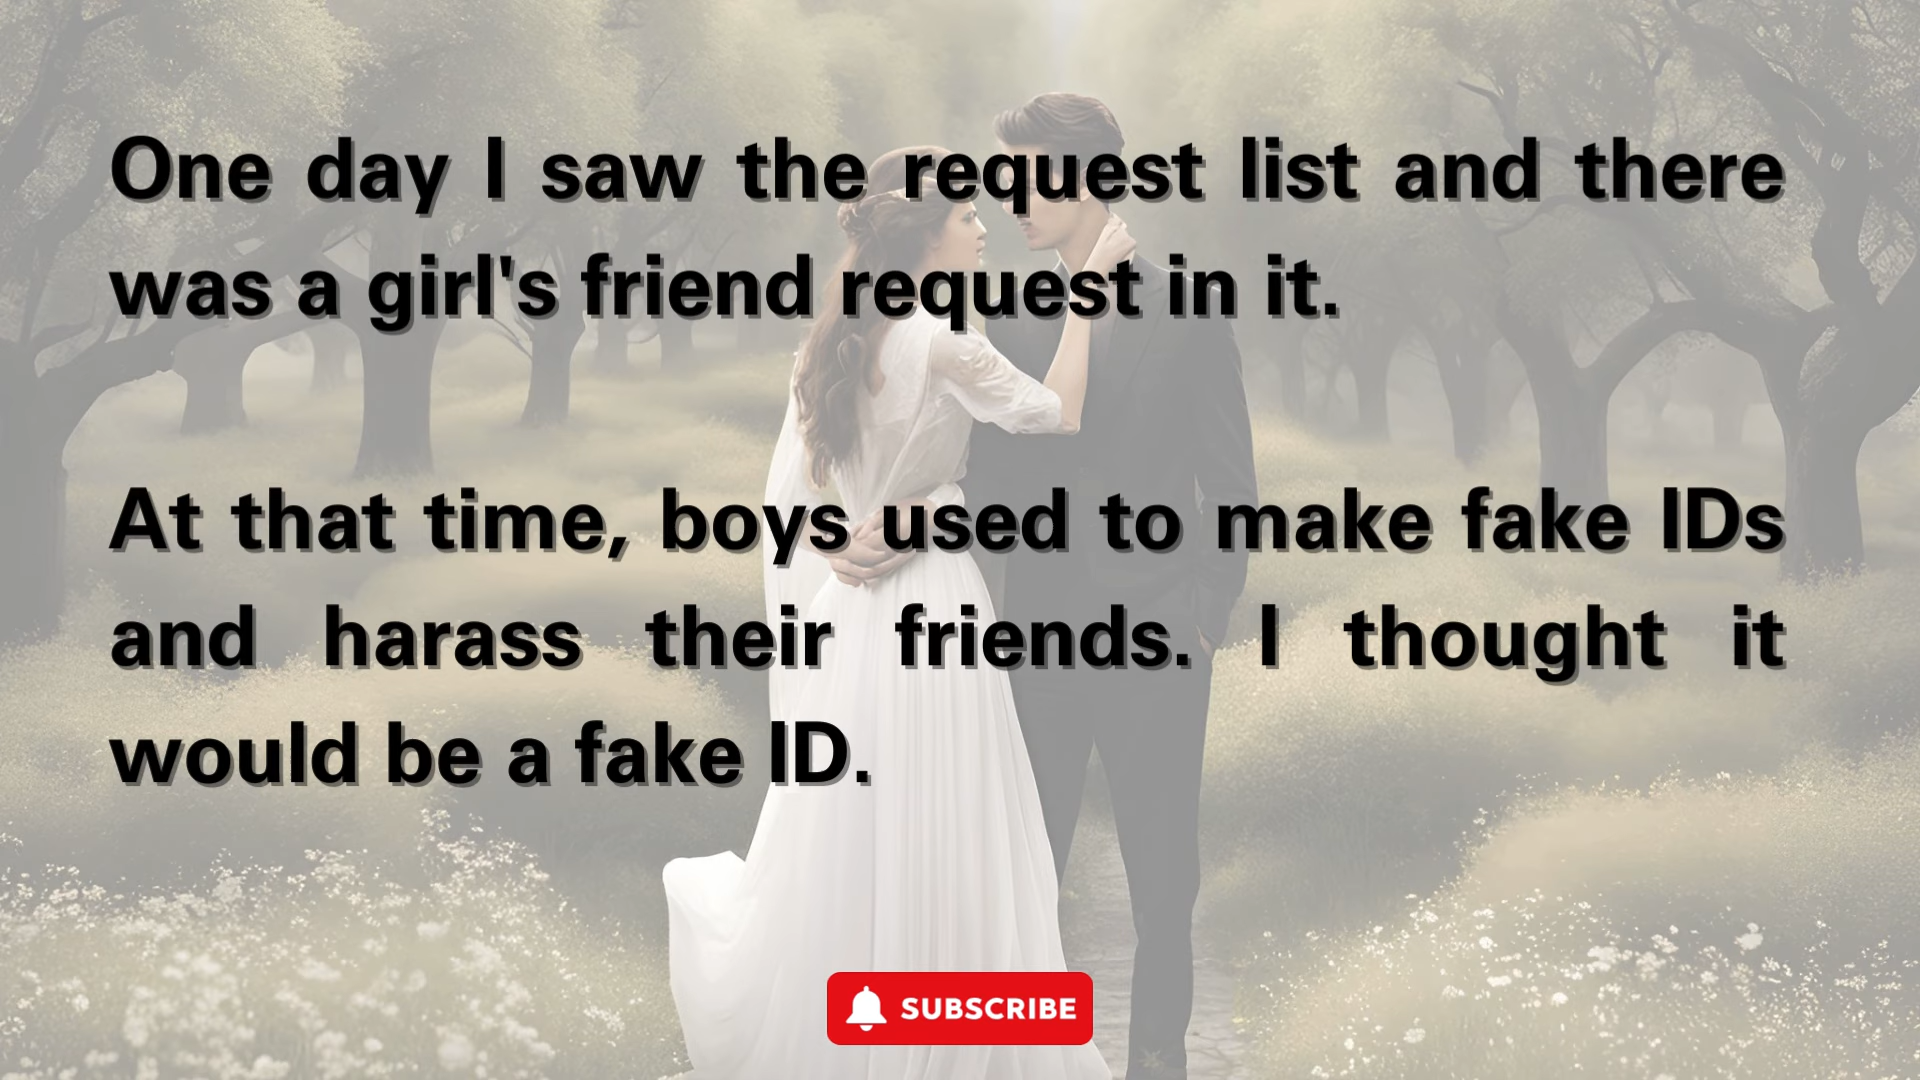 One day I saw the request list and there
was a girl's friend request in it.
At that time, boys used to make fake IDs
and harass their friends. I thought it
would be a fake ID.
SUBSCRIBE